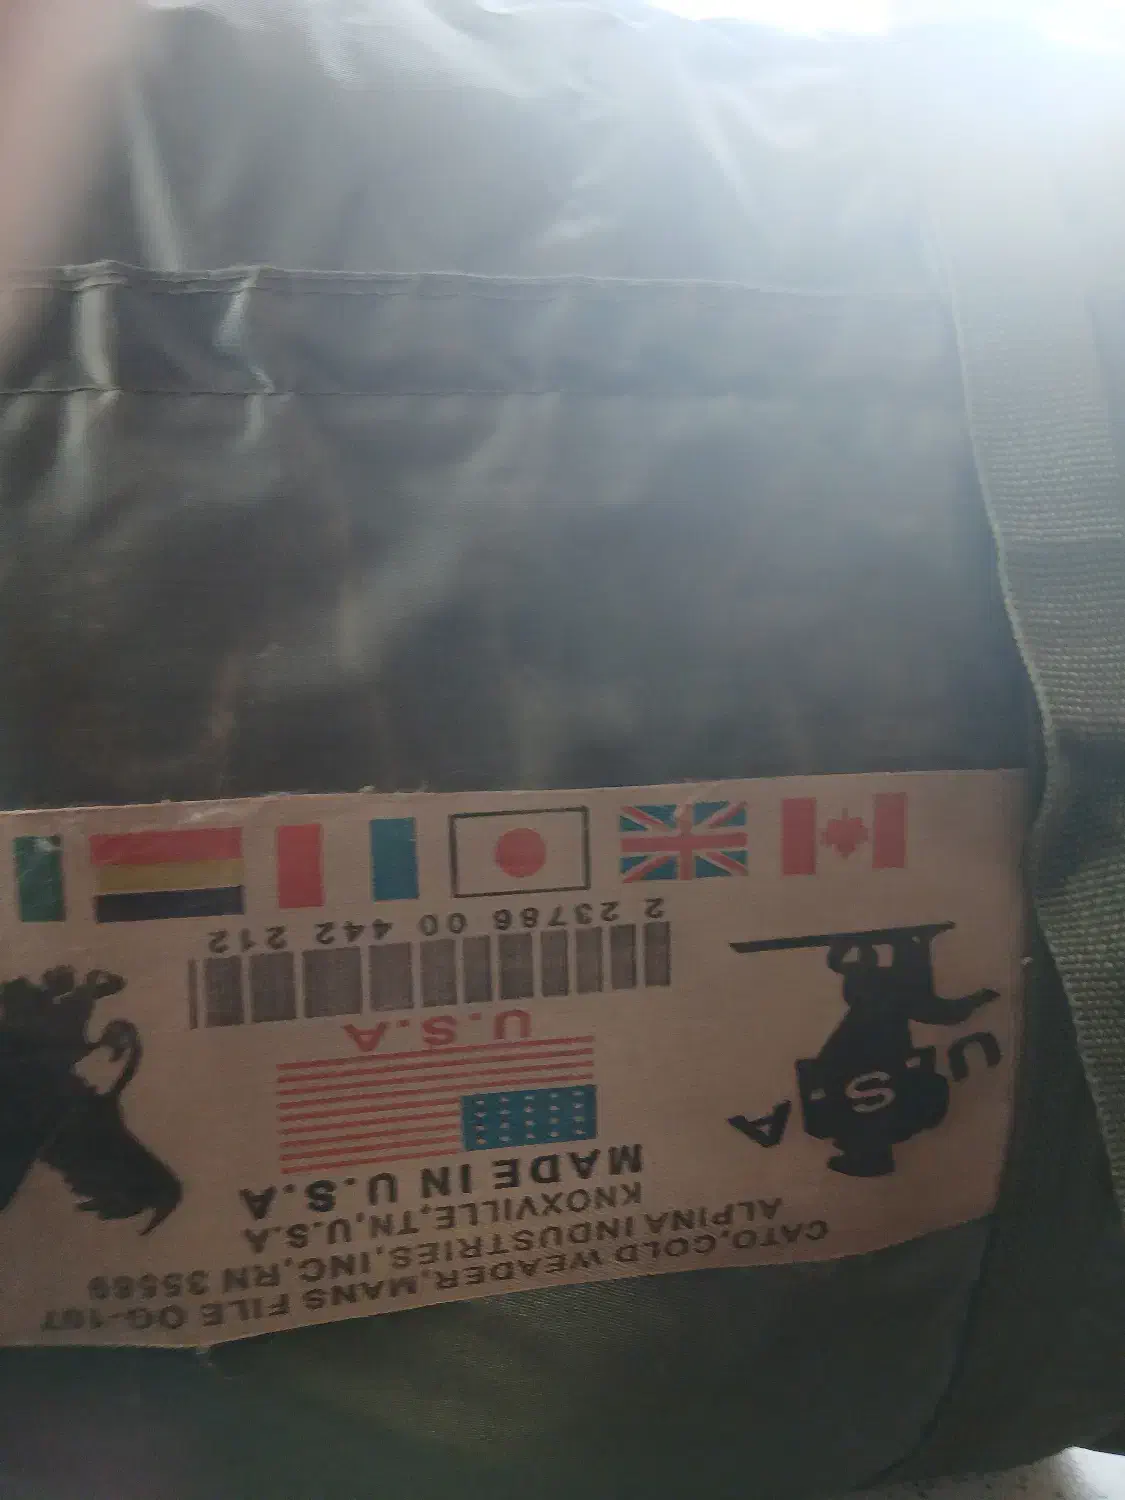 CATO,COLD WEADER,MANS FILE OG-107
ALPINA INDUSTRIES,INC,RN 35569
KNOXVILLE,TN,U.S.A
MADE IN U.S.A
U.S.A
2 23786 00 442 212
U
S
A